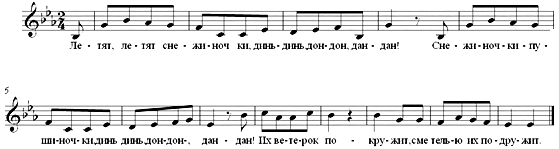 2 4
Ле - тят, ле - тят сне - жи - ноч ки, динь - динь, дон - дон, дан - дан! Сне - жи - ноч - ки - пу -
5
ши - ноч - ки, динь динь, дон - дон -, дан - дан! Их ве - те - рок по - кру - жит, сме тель - ю их по - дру - жит.